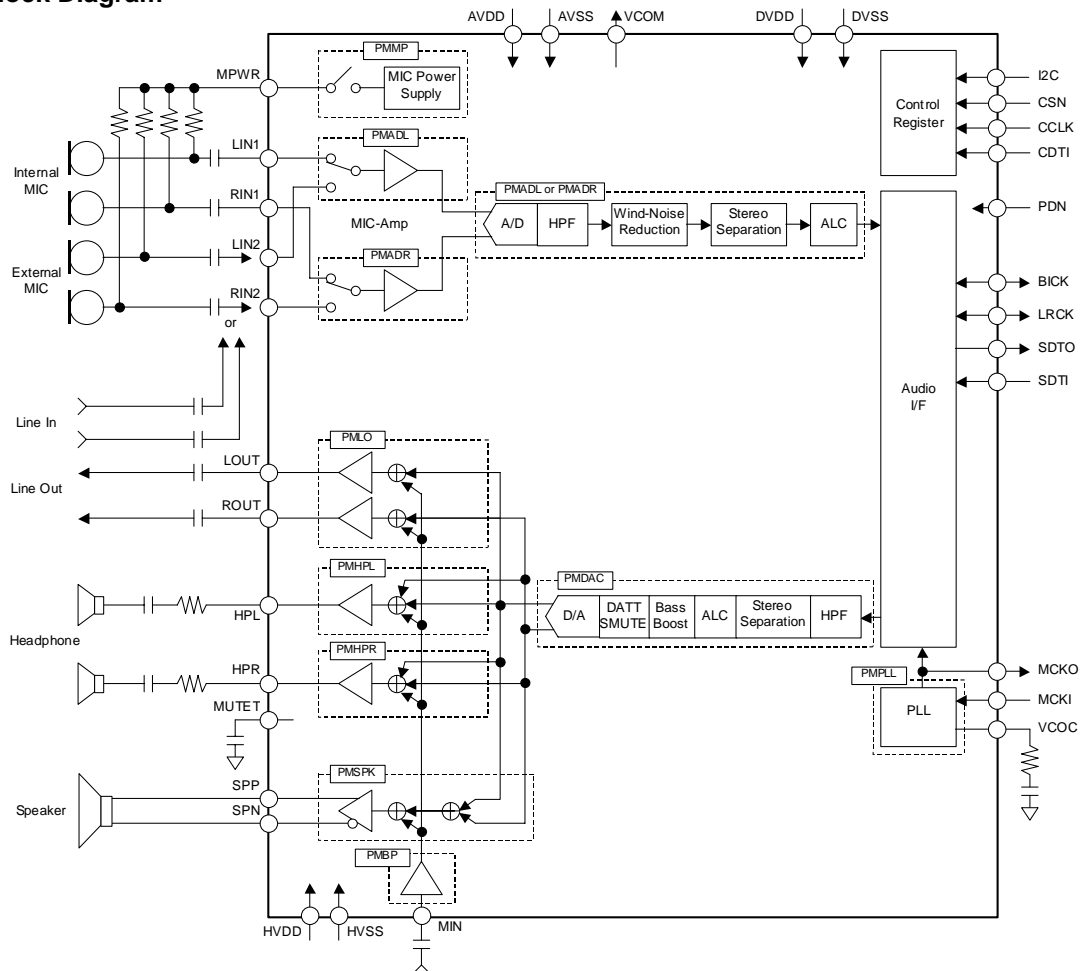 Block Diagram
AVDD AVSS VCOM DVDD DVSS
PMMP
MPWR
MIC Power
Supply
Control
Register
I2C
CSN
CCLK
CDTI
Internal
MIC
LIN1
PMADL
RIN1
MIC-Amp
PMADL or PMADR
A/D
HPF
Wind-Noise
Reduction
Stereo
Separation
ALC
PDN
External
MIC
LIN2
PMADR
RIN2
or
BICK
LRCK
SDTO
SDTI
Audio
I/F
Line In
PMLO
LOUT
Line Out
ROUT
PMHPL
HPL
Headphone
PMDAC
D/A
DATT
SMUTE
Bass
Boost
ALC
Stereo
Separation
HPF
PMHPR
HPR
MUTET
PMPLL
PLL
MCKO
MCKI
VCOC
PMSPK
SPP
Speaker
SPN
PMBP
HVDD HVSS MIN